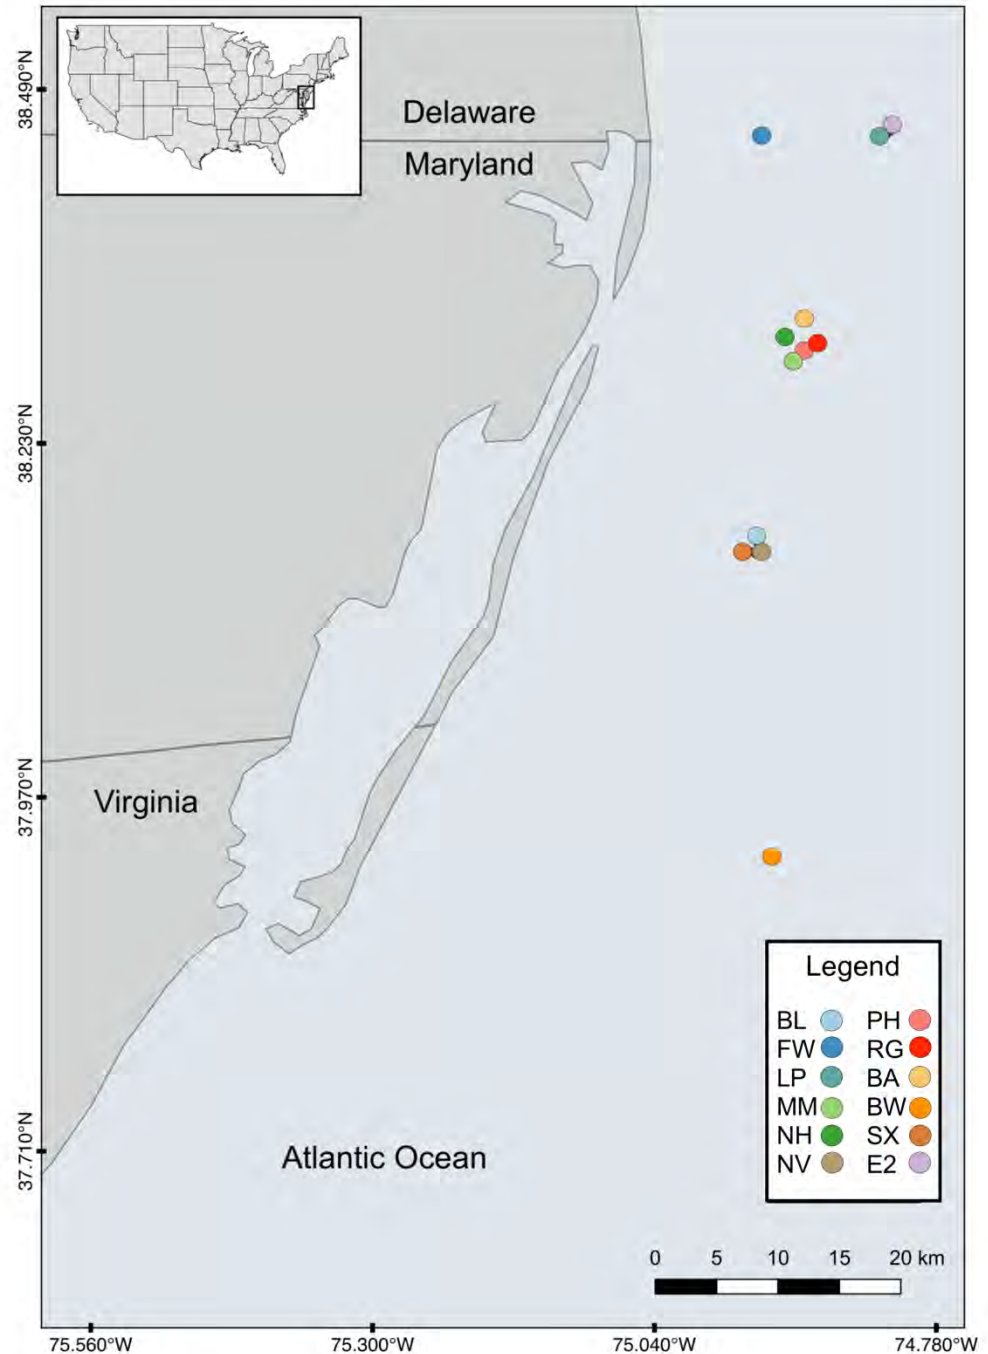 38.490°N
Delaware
Maryland
38.230°N
37.970°N
Virginia
Legend
BL PH
FW RG
LP BA
MM BW
NH SX
NV E2
37.710°N
Atlantic Ocean
0 5 10 15 20 km
75.560°W 75.300°W 75.040°W 74.780°W